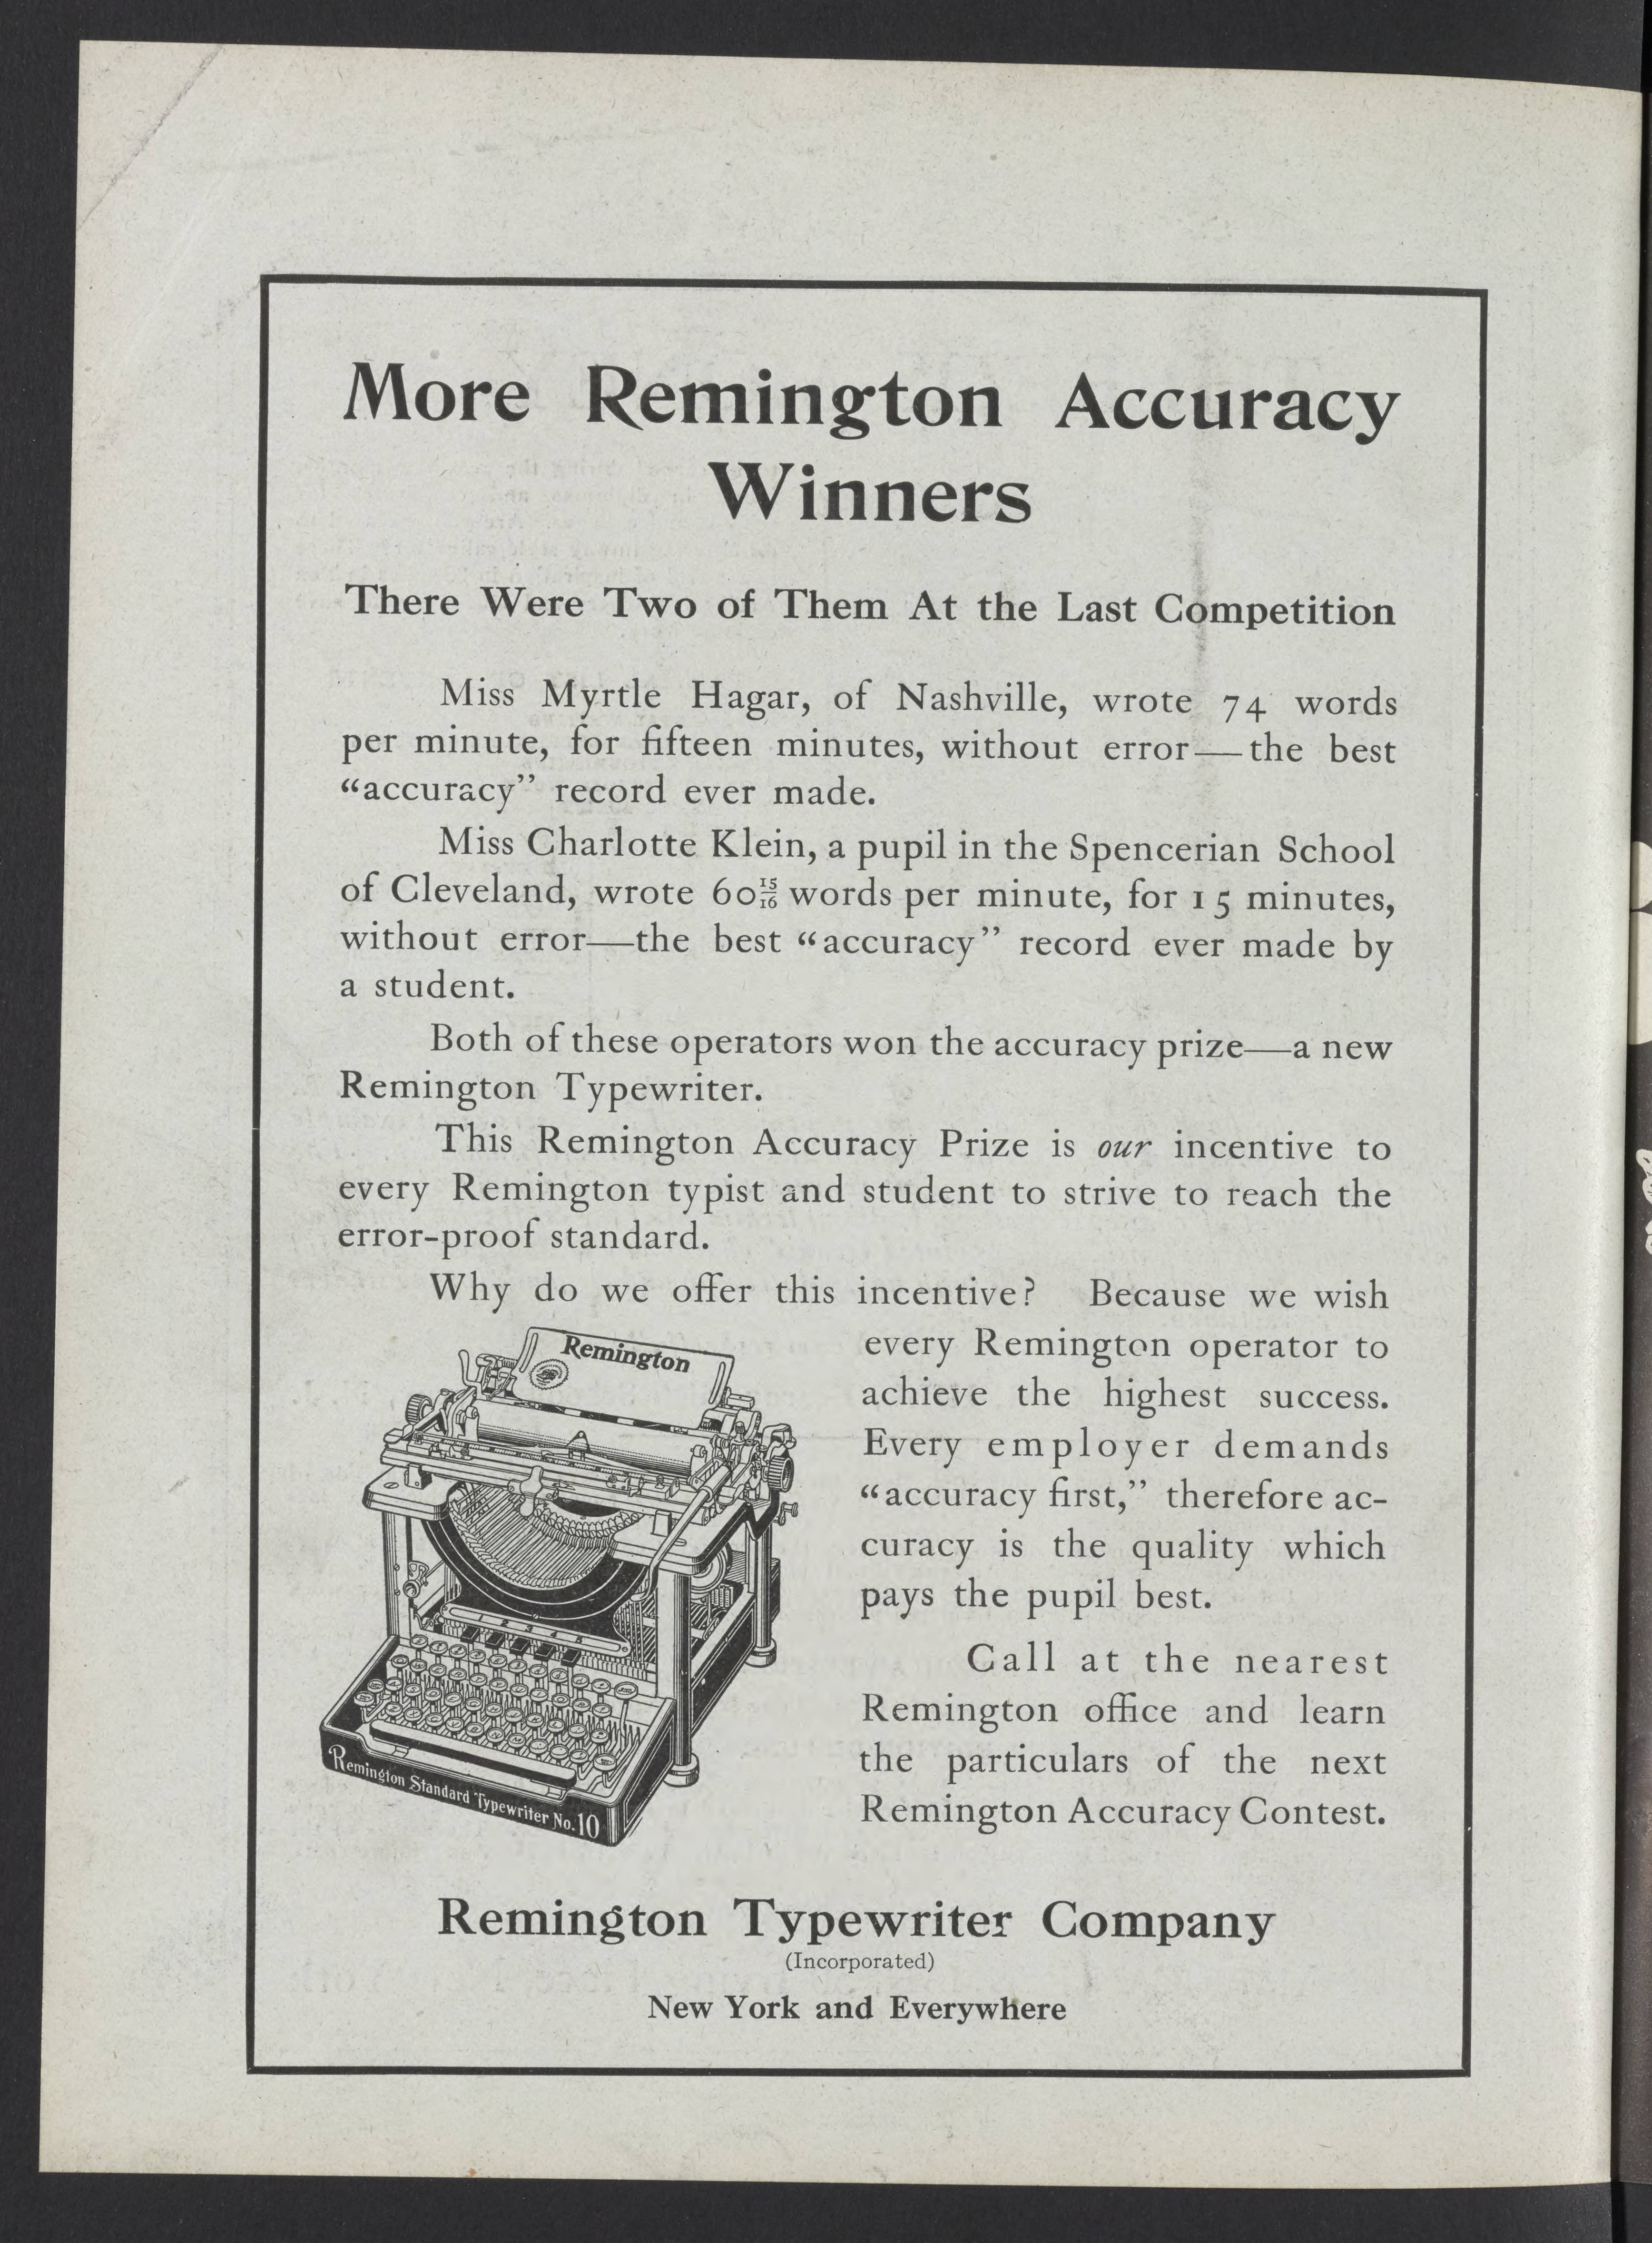 More Remington Accuracy
Winners
There Were Two of Them At the Last Competition
Miss Myrtle Hagar, of Nashville, wrote 74 words
per minute, for fifteen minutes, without error—the best
“accuracy” record ever made.
Miss Charlotte Klein, a pupil in the Spencerian School
of Cleveland, wrote 60 15/16 words per minute, for 15 minutes,
without error—the best “accuracy” record ever made by
a student.
Both of these operators won the accuracy prize—a new
Remington Typewriter.
This Remington Accuracy Prize is our incentive to
every Remington typist and student to strive to reach the
error-proof standard.
Why do we offer this incentive? Because we wish
every Remington operator to
achieve the highest success.
Every employer demands
“accuracy first,” therefore ac-
curacy is the quality which
pays the pupil best.
Call at the nearest
Remington office and learn
the particulars of the next
Remington Accuracy Contest.
Remington
1 2 3 4 5
Remington Standard Typewriter No. 10
Remington Typewriter Company
(Incorporated)
New York and Everywhere